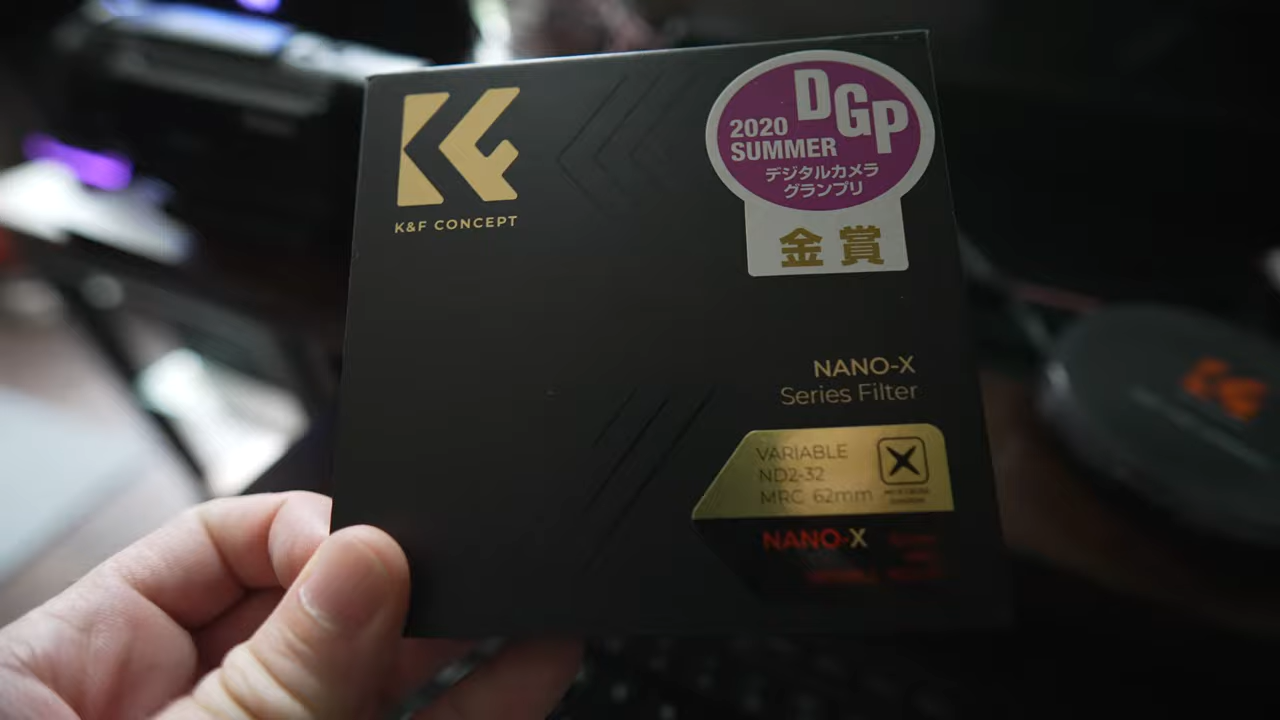 K&F CONCEPT
DGP
2020
SUMMER
デジタルカメラ
グランプリ
金賞
NANO-X
Series Filter
VARIABLE
ND2-32
MRC 62mm
NANO-X